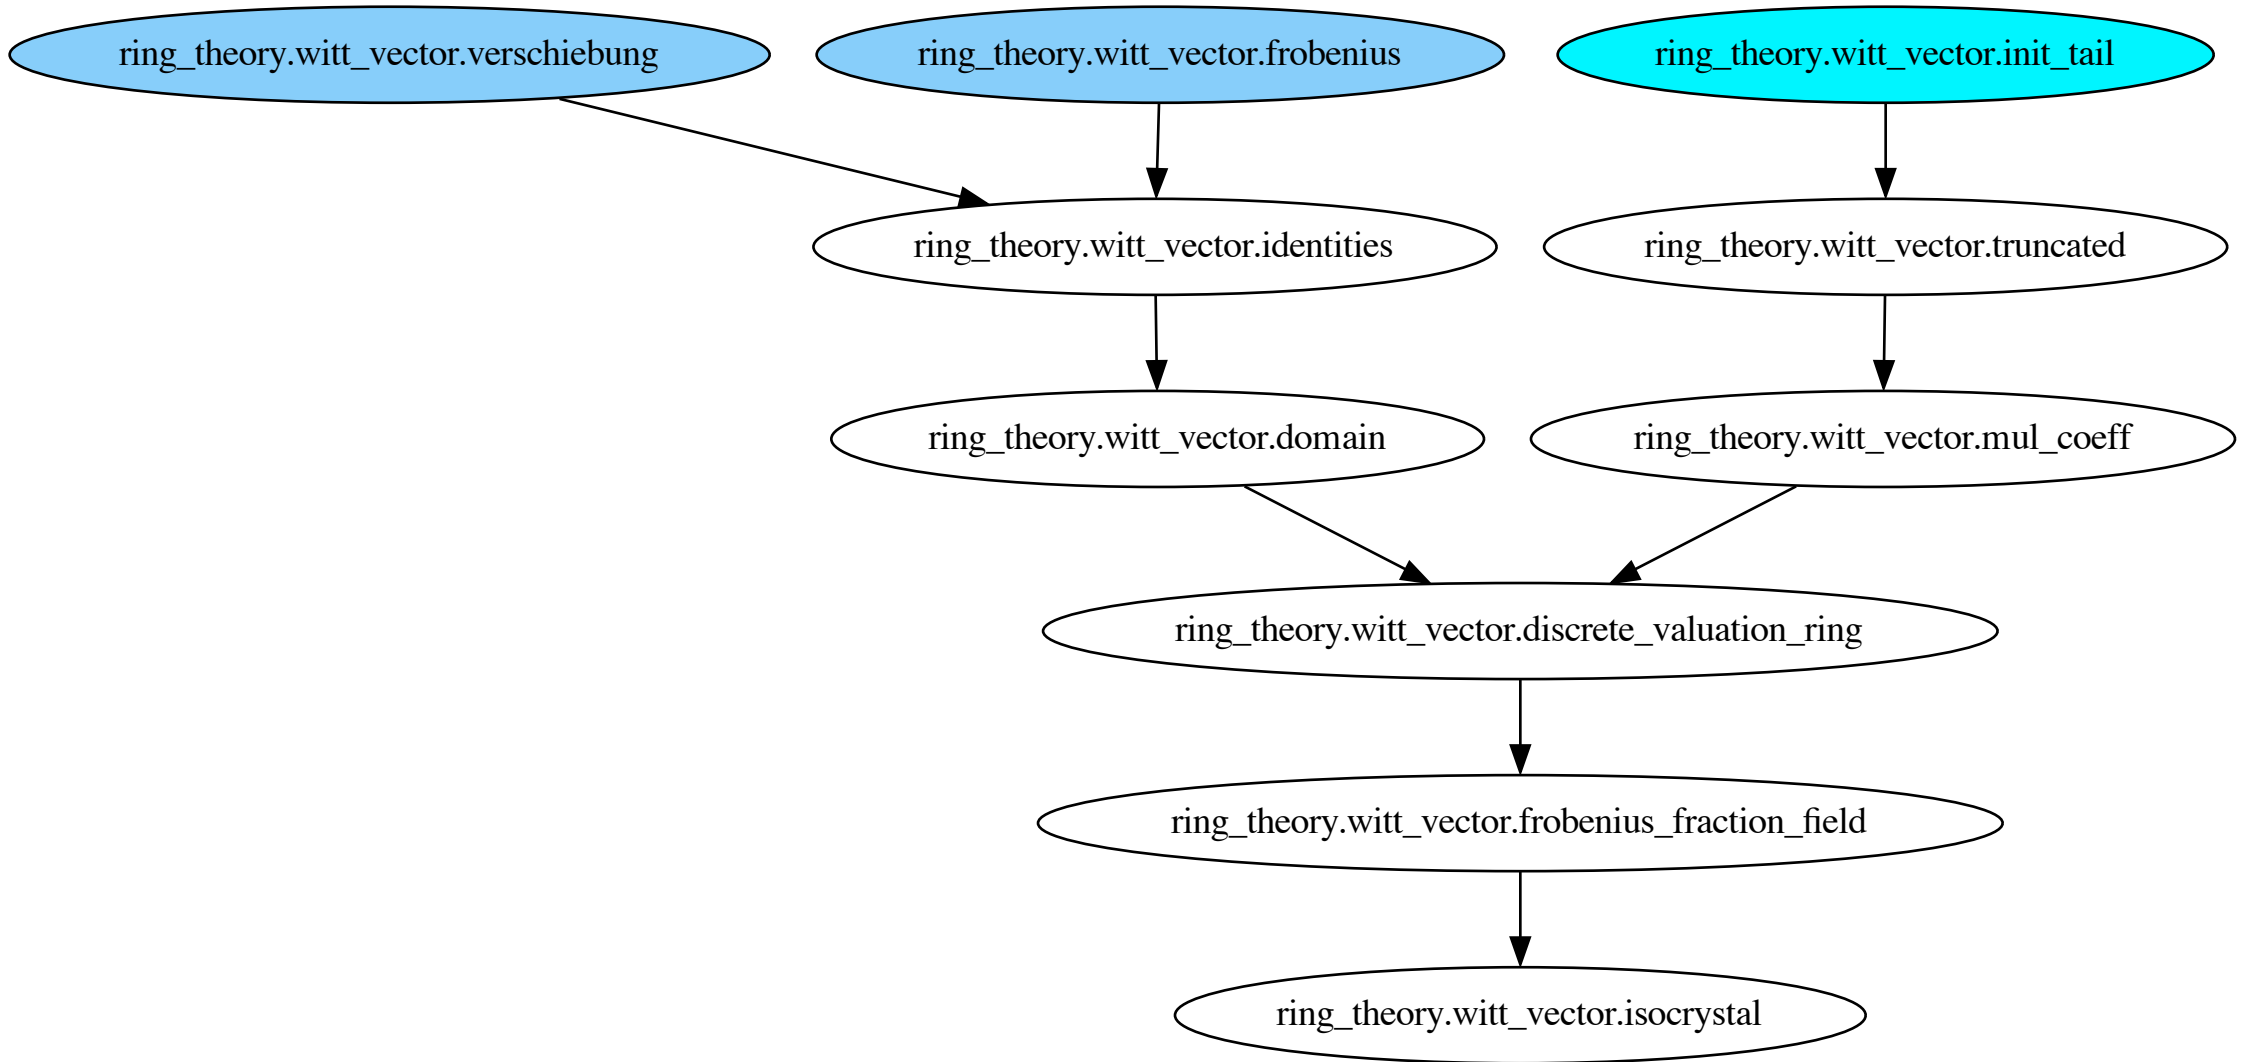 ring_theory.witt_vector.verschiebung
ring_theory.witt_vector.frobenius
ring_theory.witt_vector.init_tail
ring_theory.witt_vector.identities
ring_theory.witt_vector.truncated
ring_theory.witt_vector.domain
ring_theory.witt_vector.mul_coeff
ring_theory.witt_vector.discrete_valuation_ring
ring_theory.witt_vector.frobenius_fraction_field
ring_theory.witt_vector.isocrystal